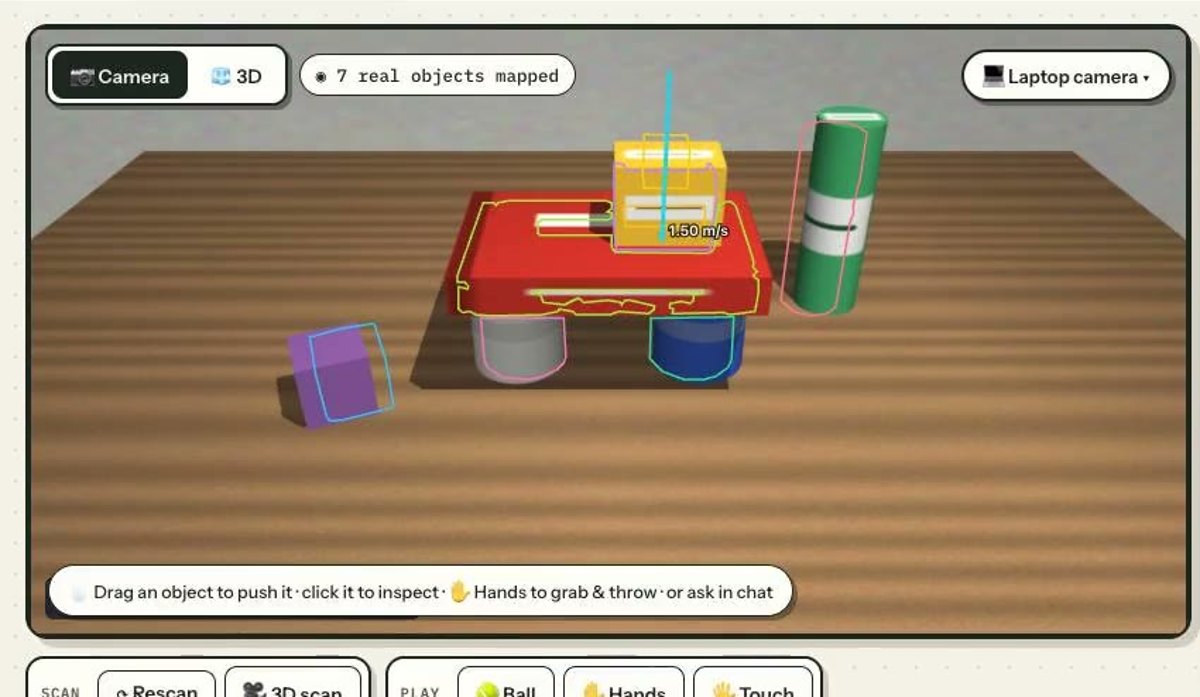 Camera
3D
7 real objects mapped
Laptop camera
1.50 m/s
Drag an object to push it · click it to inspect · Hands to grab & throw · or ask in chat
SCAN
Rescan
3D scan
PLAY
Ball
Hands
Touch